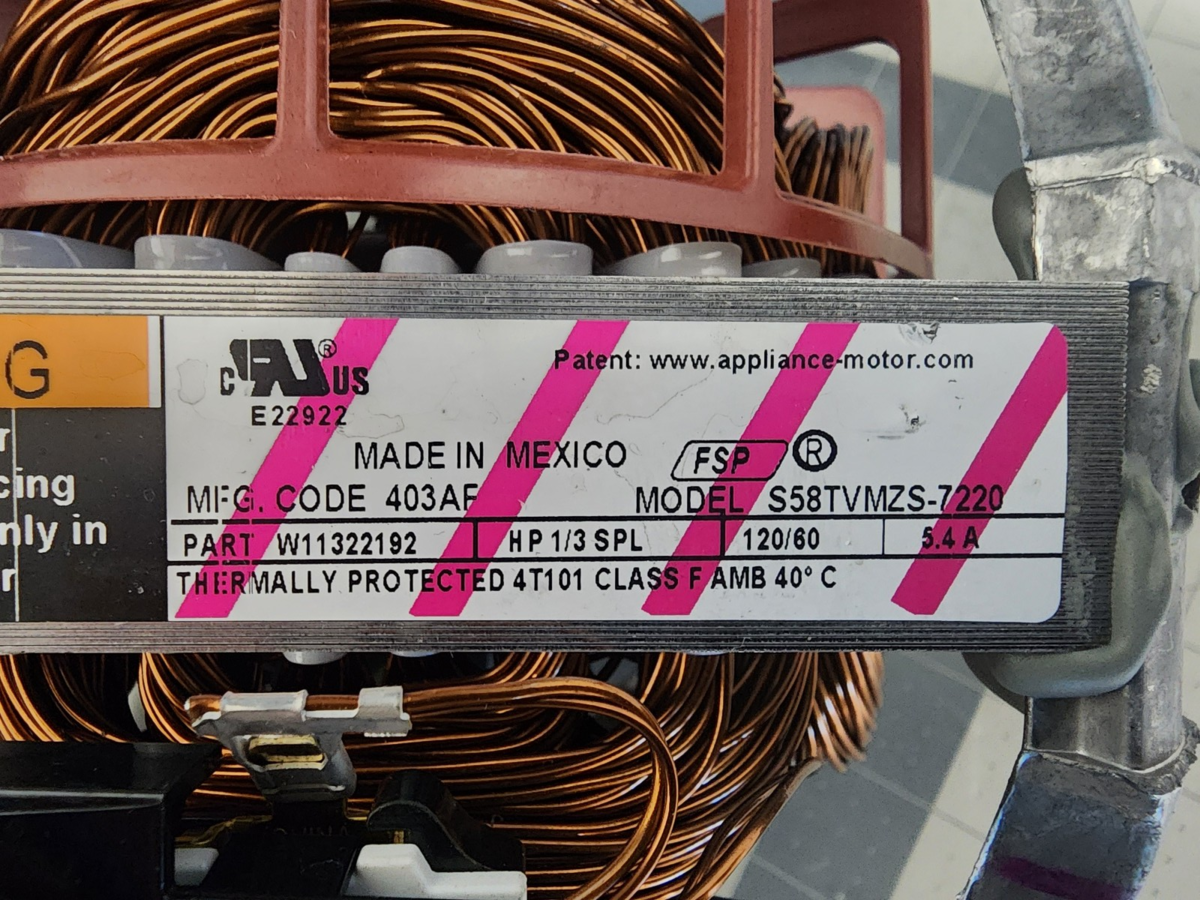 G
cing
nly in
r
C UL US ®
E22922
Patent: www.appliance-motor.com
MADE IN MEXICO FSP ®
MFG. CODE 403AF MODEL S58TVMZS-7220
PART W11322192 HP 1/3 SPL 120/60 5.4 A
THERMALLY PROTECTED 4T101 CLASS F AMB 40° C